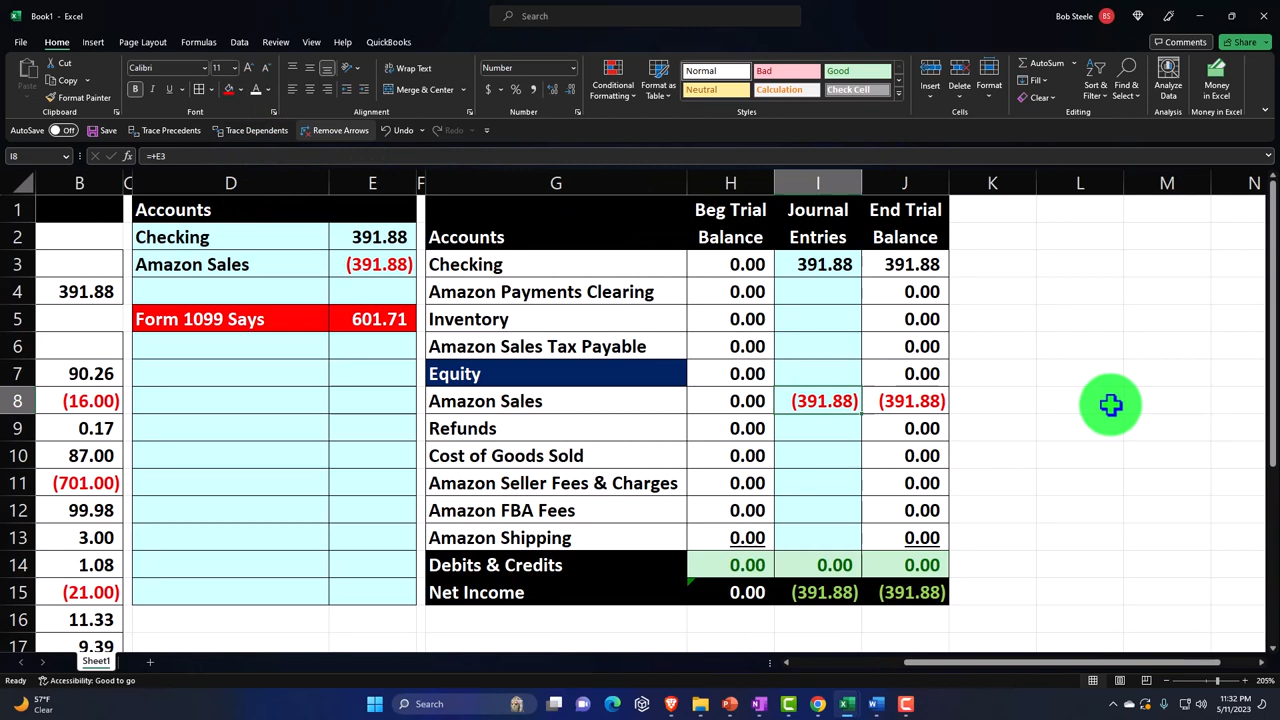 Book1 - Excel
Search
Bob Steele BS
File Home Insert Page Layout Formulas Data Review View Help QuickBooks Comments Share
Paste Cut Copy Format Painter Clipboard
Calibri 11 Font
Wrap Text Merge & Center Alignment
Number Number
Conditional Formatting Format as Table
Normal Bad Good
Neutral Calculation Check Cell
Styles
Insert Delete Format Cells
AutoSum Fill Clear Sort & Filter Find & Select Editing
Analyze Data Analysis
Money in Excel Money in Excel
AutoSave Off Save Trace Precedents Trace Dependents Remove Arrows Undo Redo
I8 fx =+E3
B C D E F G H I J K L M N
1 Accounts Beg Trial Journal End Trial
2 Checking 391.88 Accounts Balance Entries Balance
3 Amazon Sales (391.88) Checking 0.00 391.88 391.88
4 391.88 Amazon Payments Clearing 0.00 0.00
5 Form 1099 Says 601.71 Inventory 0.00 0.00
6 Amazon Sales Tax Payable 0.00 0.00
7 90.26 Equity 0.00 0.00
8 (16.00) Amazon Sales 0.00 (391.88) (391.88)
9 0.17 Refunds 0.00 0.00
10 87.00 Cost of Goods Sold 0.00 0.00
11 (701.00) Amazon Seller Fees & Charges 0.00 0.00
12 99.98 Amazon FBA Fees 0.00 0.00
13 3.00 Amazon Shipping 0.00 0.00
14 1.08 Debits & Credits 0.00 0.00 0.00
15 (21.00) Net Income 0.00 (391.88) (391.88)
16 11.33
17 9.39
Sheet1
Ready Accessibility: Good to go 205%
57°F Clear Search 11:32 PM 5/11/2023